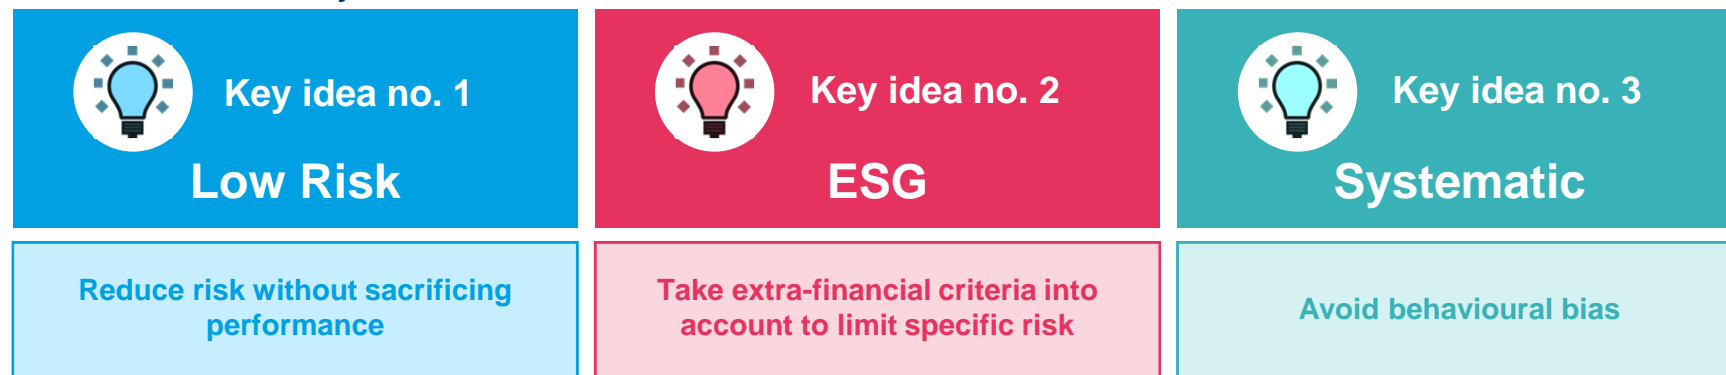 Key idea no. 1
Low Risk
Reduce risk without sacrificing
performance
Key idea no. 2
ESG
Take extra-financial criteria into
account to limit specific risk
Key idea no. 3
Systematic
Avoid behavioural bias